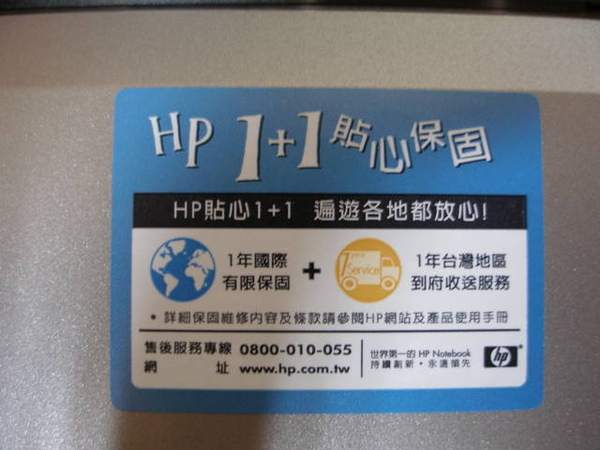 HP 1+1 貼心保固
HP貼心1+1 遍遊各地都放心!
1年國際
有限保固
+
1 year
Service
1年台灣地區
到府收送服務
• 詳細保固維修內容及條款請參閱HP網站及產品使用手冊
售後服務專線 0800-010-055
網 址 www.hp.com.tw
世界第一的 HP Notebook
持續創新・永遠領先
hp